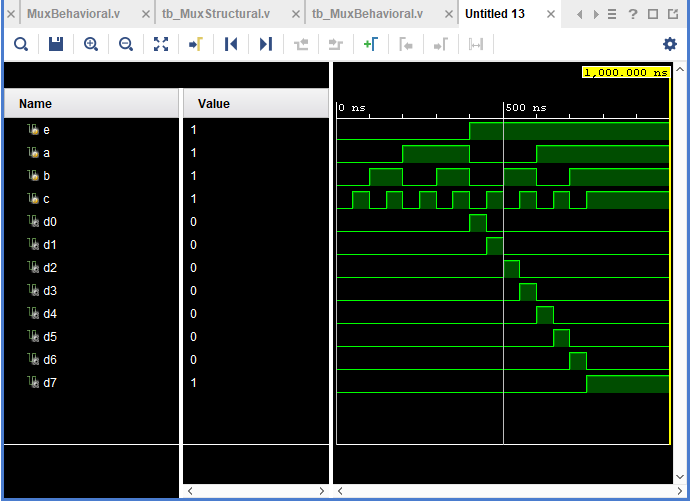 MuxBehavioral.v × tb_MuxStructural.v × tb_MuxBehavioral.v × Untitled 13 ×
1,000.000 ns
Name Value
0 ns 500 ns
e 1
a 1
b 1
c 1
d0 0
d1 0
d2 0
d3 0
d4 0
d5 0
d6 0
d7 1